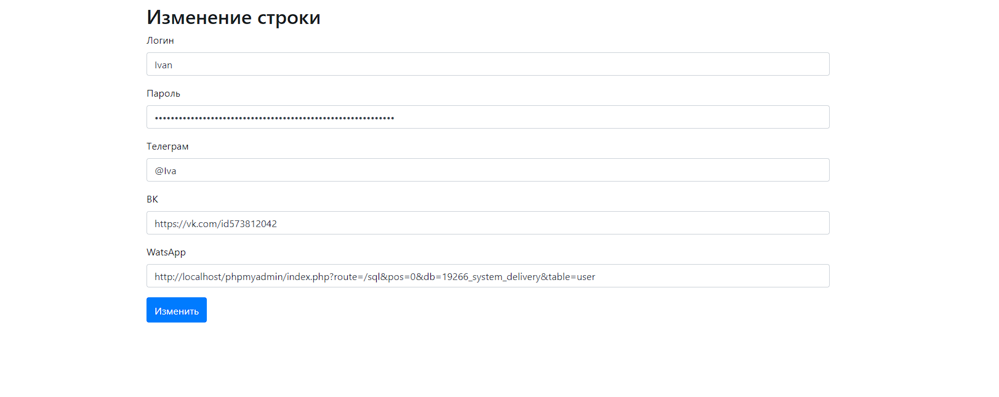 Изменение строки
Логин
Ivan
Пароль
••••••••••••••••••••••••••••••••••••••••••••••••••••••••••••
Телеграм
@Iva
ВК
https://vk.com/id573812042
WatsApp
http://localhost/phpmyadmin/index.php?route=/sql&pos=0&db=19266_system_delivery&table=user
Изменить